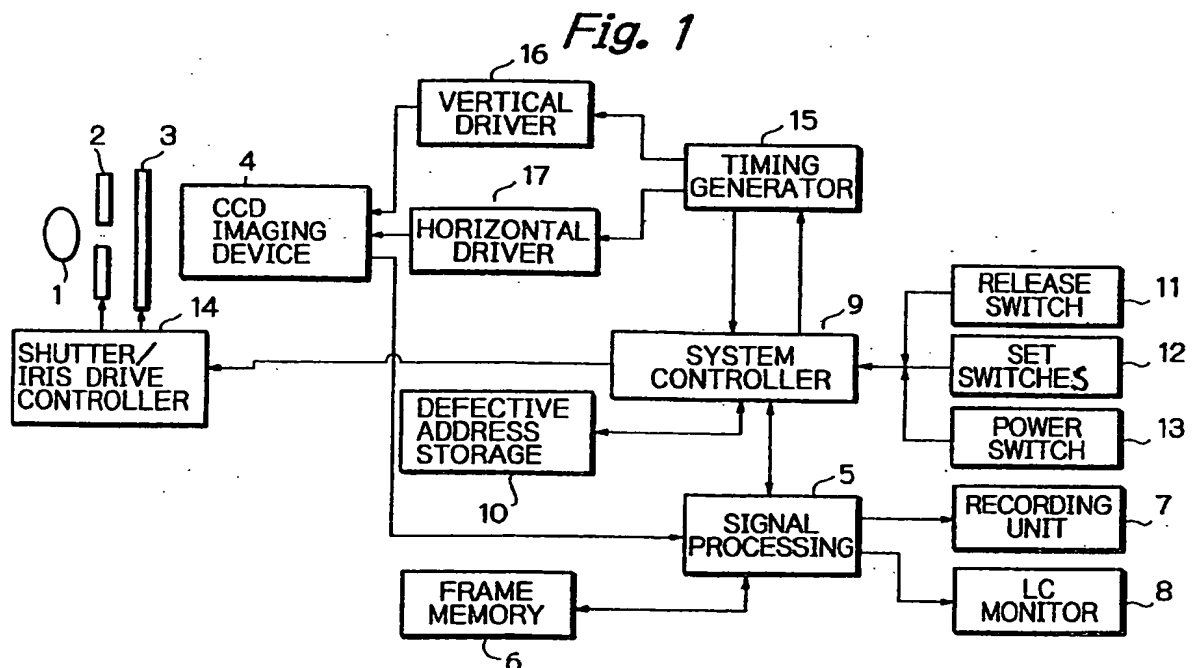 Fig. 1
16
VERTICAL
DRIVER
15
TIMING
GENERATOR
2
3
4
CCD
IMAGING
DEVICE
17
HORIZONTAL
DRIVER
1
14
SHUTTER/
IRIS DRIVE
CONTROLLER
9
SYSTEM
CONTROLLER
RELEASE
SWITCH
11
SET
SWITCHES
12
POWER
SWITCH
13
DEFECTIVE
ADDRESS
STORAGE
10
5
SIGNAL
PROCESSING
RECORDING
UNIT
7
LC
MONITOR
8
FRAME
MEMORY
6